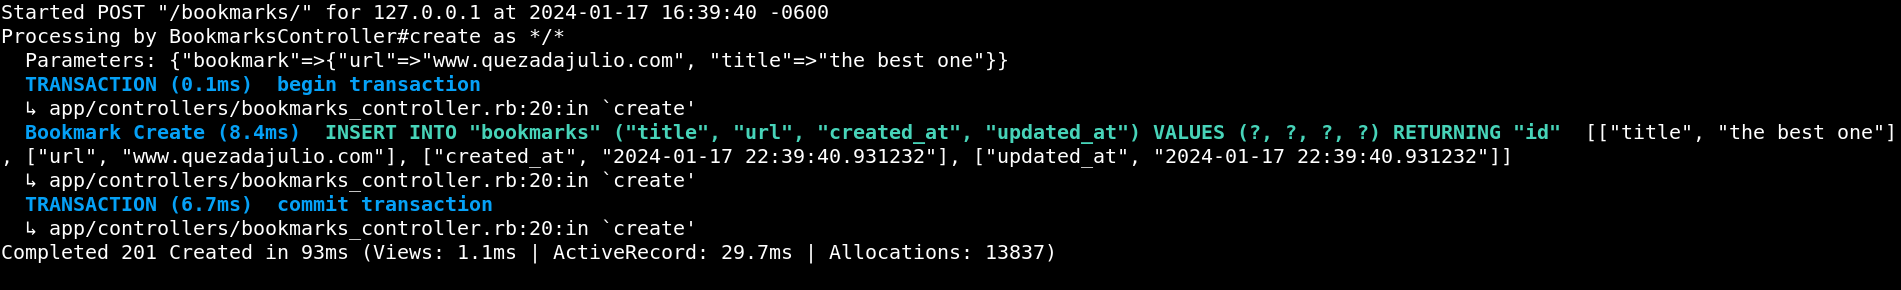 Started POST "/bookmarks/" for 127.0.0.1 at 2024-01-17 16:39:40 -0600
Processing by BookmarksController#create as */*
  Parameters: {"bookmark"=>{"url"=>"www.quezadajulio.com", "title"=>"the best one"}}
  TRANSACTION (0.1ms)  begin transaction
  ↳ app/controllers/bookmarks_controller.rb:20:in `create'
  Bookmark Create (8.4ms)  INSERT INTO "bookmarks" ("title", "url", "created_at", "updated_at") VALUES (?, ?, ?, ?) RETURNING "id"  [["title", "the best one"]
, ["url", "www.quezadajulio.com"], ["created_at", "2024-01-17 22:39:40.931232"], ["updated_at", "2024-01-17 22:39:40.931232"]]
  ↳ app/controllers/bookmarks_controller.rb:20:in `create'
  TRANSACTION (6.7ms)  commit transaction
  ↳ app/controllers/bookmarks_controller.rb:20:in `create'
Completed 201 Created in 93ms (Views: 1.1ms | ActiveRecord: 29.7ms | Allocations: 13837)